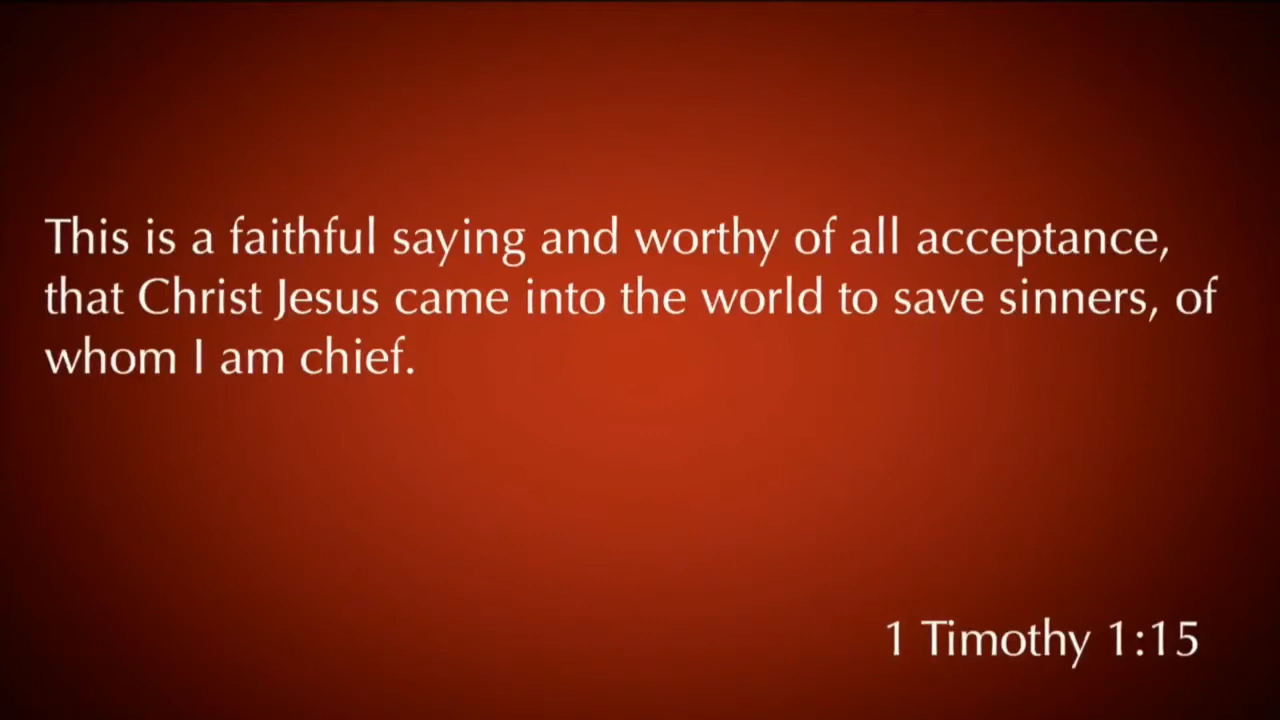 This is a faithful saying and worthy of all acceptance,
that Christ Jesus came into the world to save sinners, of
whom I am chief.
1 Timothy 1:15